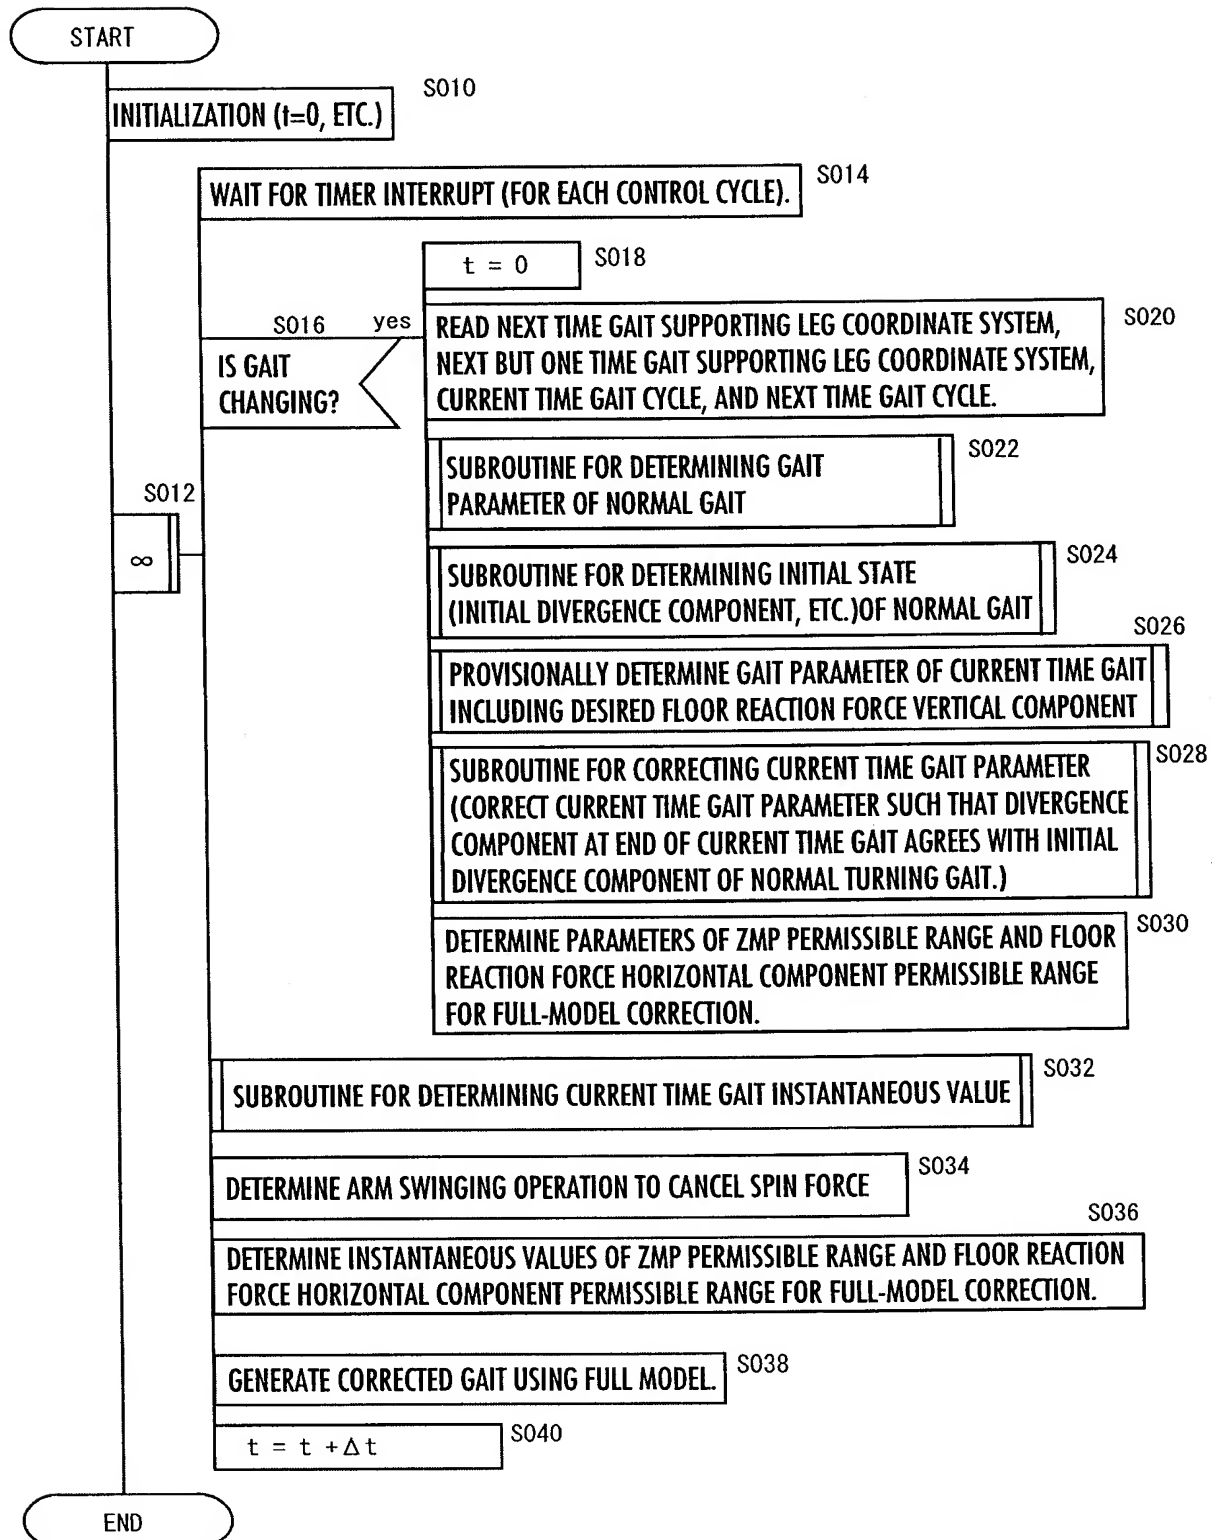 START
S010
INITIALIZATION (t=0, ETC.)
S014
WAIT FOR TIMER INTERRUPT (FOR EACH CONTROL CYCLE).
S018
t = 0
S016 yes
IS GAIT
CHANGING?
S020
READ NEXT TIME GAIT SUPPORTING LEG COORDINATE SYSTEM,
NEXT BUT ONE TIME GAIT SUPPORTING LEG COORDINATE SYSTEM,
CURRENT TIME GAIT CYCLE, AND NEXT TIME GAIT CYCLE.
S022
SUBROUTINE FOR DETERMINING GAIT
PARAMETER OF NORMAL GAIT
S012
∞
S024
SUBROUTINE FOR DETERMINING INITIAL STATE
(INITIAL DIVERGENCE COMPONENT, ETC.)OF NORMAL GAIT
S026
PROVISIONALLY DETERMINE GAIT PARAMETER OF CURRENT TIME GAIT
INCLUDING DESIRED FLOOR REACTION FORCE VERTICAL COMPONENT
S028
SUBROUTINE FOR CORRECTING CURRENT TIME GAIT PARAMETER
(CORRECT CURRENT TIME GAIT PARAMETER SUCH THAT DIVERGENCE
COMPONENT AT END OF CURRENT TIME GAIT AGREES WITH INITIAL
DIVERGENCE COMPONENT OF NORMAL TURNING GAIT.)
S030
DETERMINE PARAMETERS OF ZMP PERMISSIBLE RANGE AND FLOOR
REACTION FORCE HORIZONTAL COMPONENT PERMISSIBLE RANGE
FOR FULL-MODEL CORRECTION.
S032
SUBROUTINE FOR DETERMINING CURRENT TIME GAIT INSTANTANEOUS VALUE
S034
DETERMINE ARM SWINGING OPERATION TO CANCEL SPIN FORCE
S036
DETERMINE INSTANTANEOUS VALUES OF ZMP PERMISSIBLE RANGE AND FLOOR REACTION
FORCE HORIZONTAL COMPONENT PERMISSIBLE RANGE FOR FULL-MODEL CORRECTION.
S038
GENERATE CORRECTED GAIT USING FULL MODEL.
S040
t = t +Δt
END